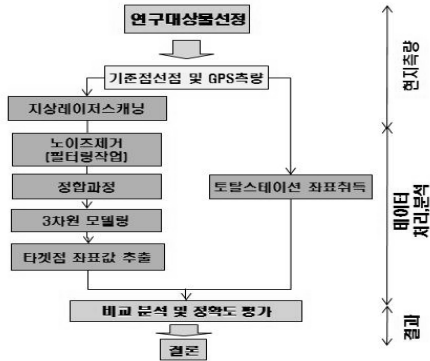 연구대상물선정
기준점선점 및 GPS측량
지상레이저스캐닝
노이즈제거
(필터링작업)
정합과정
토탈스테이션 좌표취득
3차원 모델링
타겟점 좌표값 추출
비교 분석 및 정확도 평가
결론
현지측량
데이터
처리,분석
결과